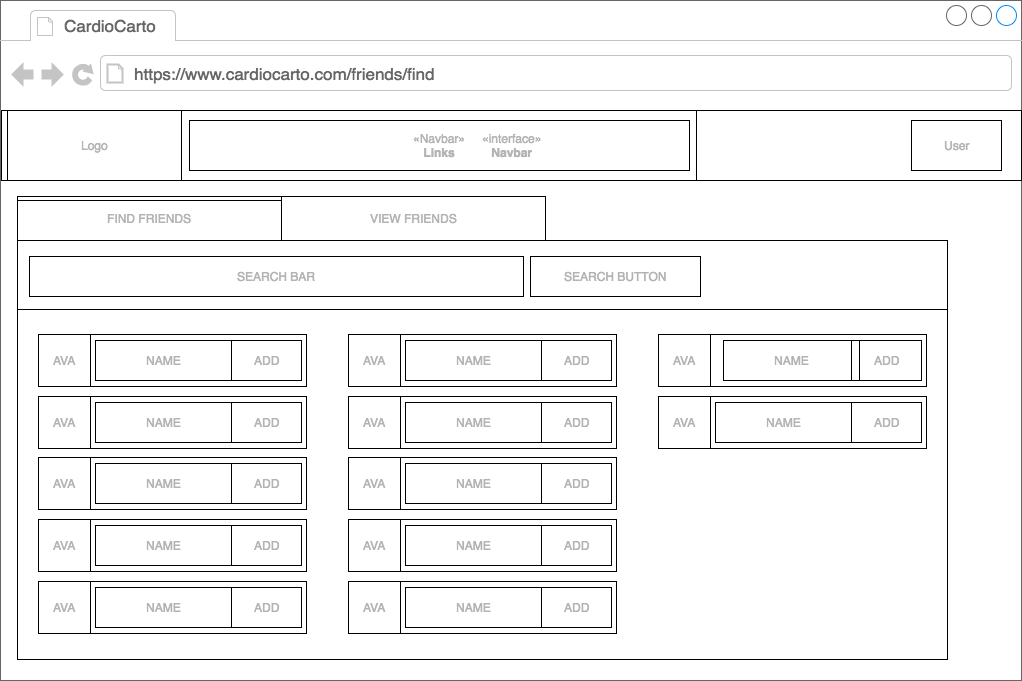 CardioCarto
https://www.cardiocarto.com/friends/find
Logo
«Navbar» «interface»
Links Navbar
User
FIND FRIENDS VIEW FRIENDS
SEARCH BAR SEARCH BUTTON
AVA NAME ADD AVA NAME ADD AVA NAME ADD
AVA NAME ADD AVA NAME ADD AVA NAME ADD
AVA NAME ADD AVA NAME ADD
AVA NAME ADD AVA NAME ADD
AVA NAME ADD AVA NAME ADD